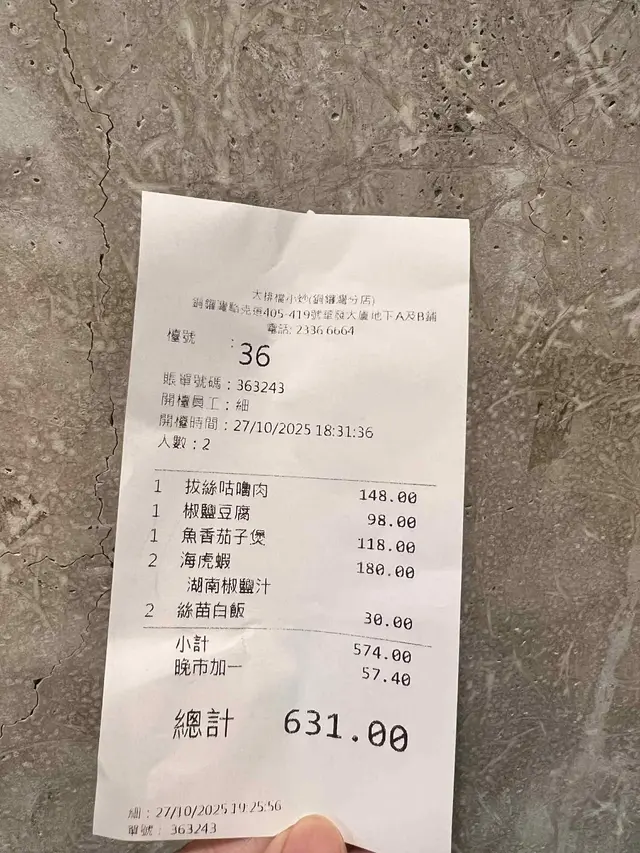 大排檔小炒(銅鑼灣分店)
銅鑼灣駱克道405-419號華發大廈地下A及B舖
電話: 2336 6664
檯號 : 36
賬單號碼 : 363243
開檯員工 : 細
開檯時間 : 27/10/2025 18:31:36
人數 : 2
1 拔絲咕嚕肉 148.00
1 椒鹽豆腐 98.00
1 魚香茄子煲 118.00
2 海虎蝦 180.00
湖南椒鹽汁
2 絲苗白飯 30.00
小計 574.00
晚市加一 57.40
總計 631.00
細 : 27/10/2025 19:25:56
單號 : 363243